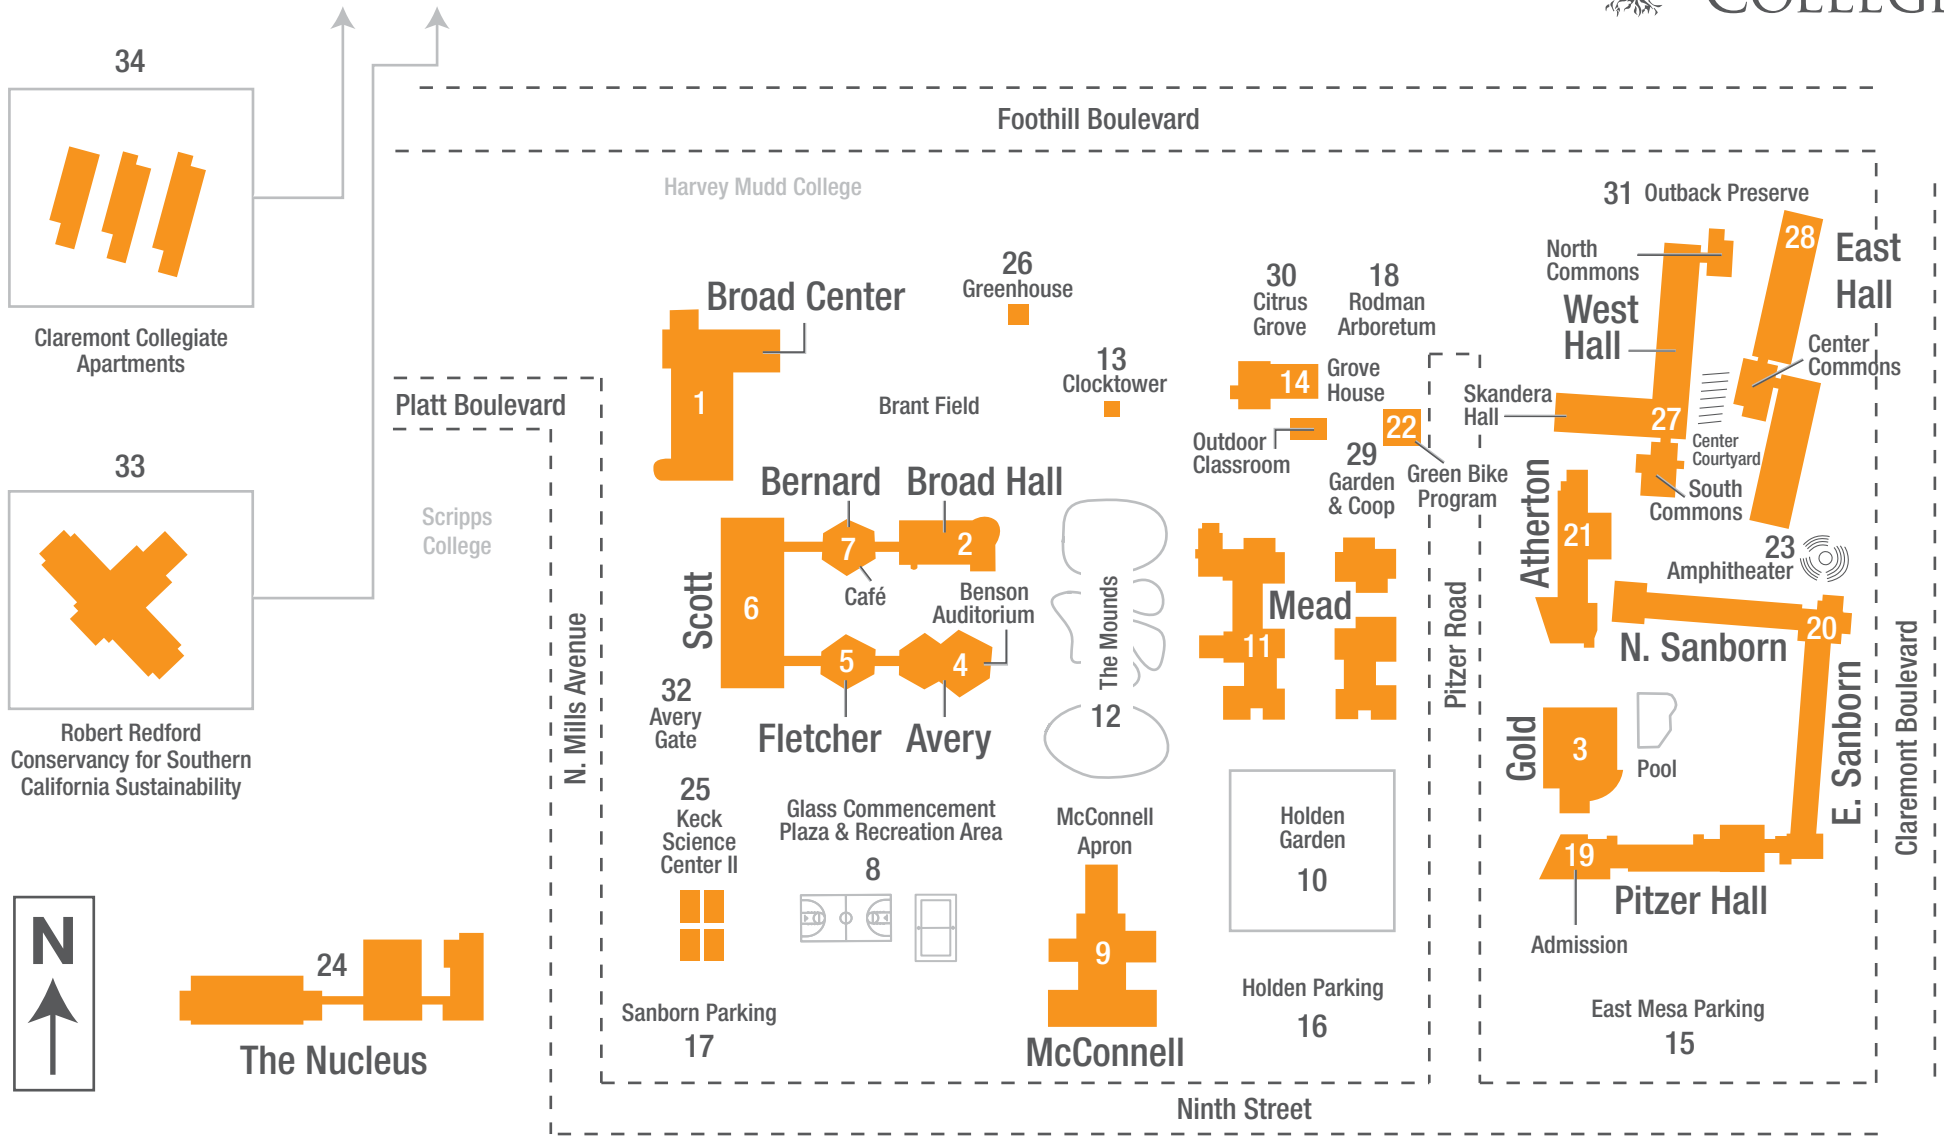 COLLEGE
34
Foothill Boulevard
Harvey Mudd College
31 Outback Preserve
North
Commons
28
East
Hall
26
Greenhouse
30
Citrus
Grove
18
Rodman
Arboretum
Broad Center
West
Hall
Claremont Collegiate
Apartments
13
Clocktower
Center
Commons
14
Grove
House
1
Platt Boulevard
Brant Field
Skandera
Hall
27
22
Outdoor
Classroom
Center
Courtyard
33
29
Garden
& Coop
Green Bike
Program
Bernard
Broad Hall
South
Commons
Atherton
21
Scripps
College
7
2
23
Amphitheater
Café
Benson
Auditorium
Scott
6
Mead
The Mounds
12
11
Pitzer Road
20
N. Sanborn
5
4
N. Mills Avenue
32
Avery
Gate
Fletcher
Avery
Gold
3
Pool
E. Sanborn
Claremont Boulevard
Robert Redford
Conservancy for Southern
California Sustainability
25
Keck
Science
Center II
Glass Commencement
Plaza & Recreation Area
8
McConnell
Apron
Holden
Garden
10
19
Pitzer Hall
Admission
N
24
9
The Nucleus
Sanborn Parking
17
McConnell
Holden Parking
16
East Mesa Parking
15
Ninth Street